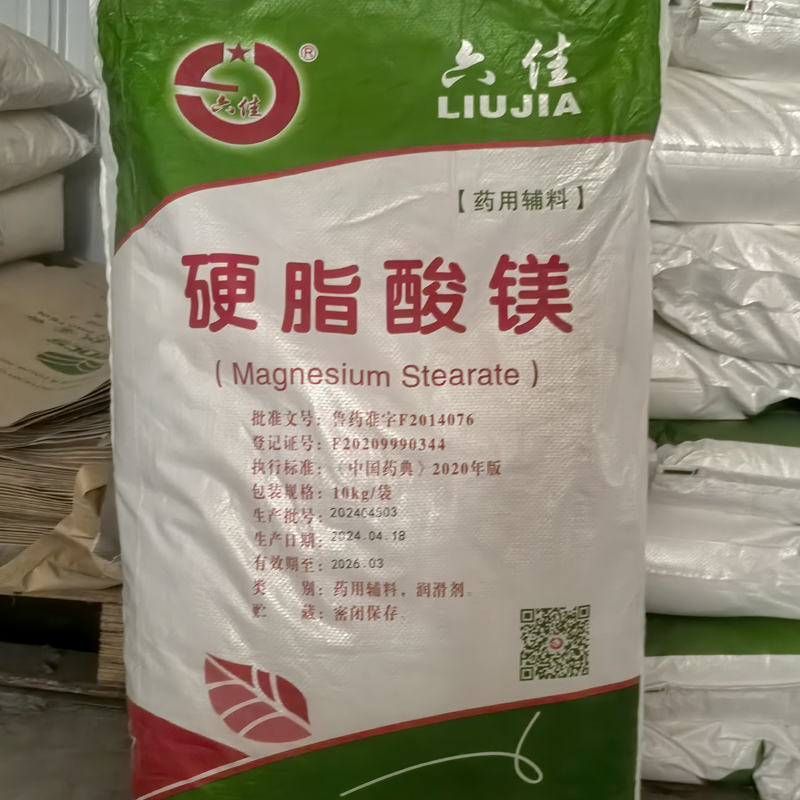 六佳
®
六佳
LIUJIA
【药用辅料】
硬脂酸镁
(Magnesium Stearate)
批准文号：鲁药准字F2014076
登记证号：F20209990344
执行标准：《中国药典》2020年版
包装规格：10kg/袋
生产批号：202404503
生产日期：2024.04.18
有效期至：2026.03
类 别：药用辅料，润滑剂。
贮 藏：密闭保存。